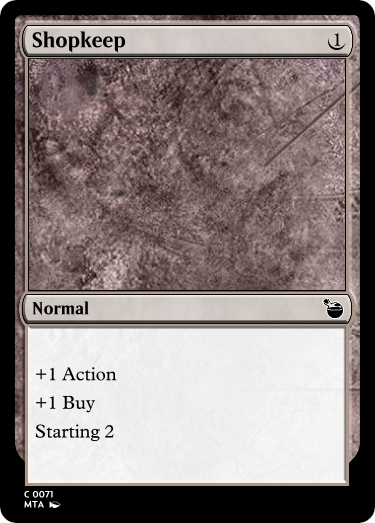 Shopkeep 1
Normal
+1 Action
+1 Buy
Starting 2
C 0071
MTA